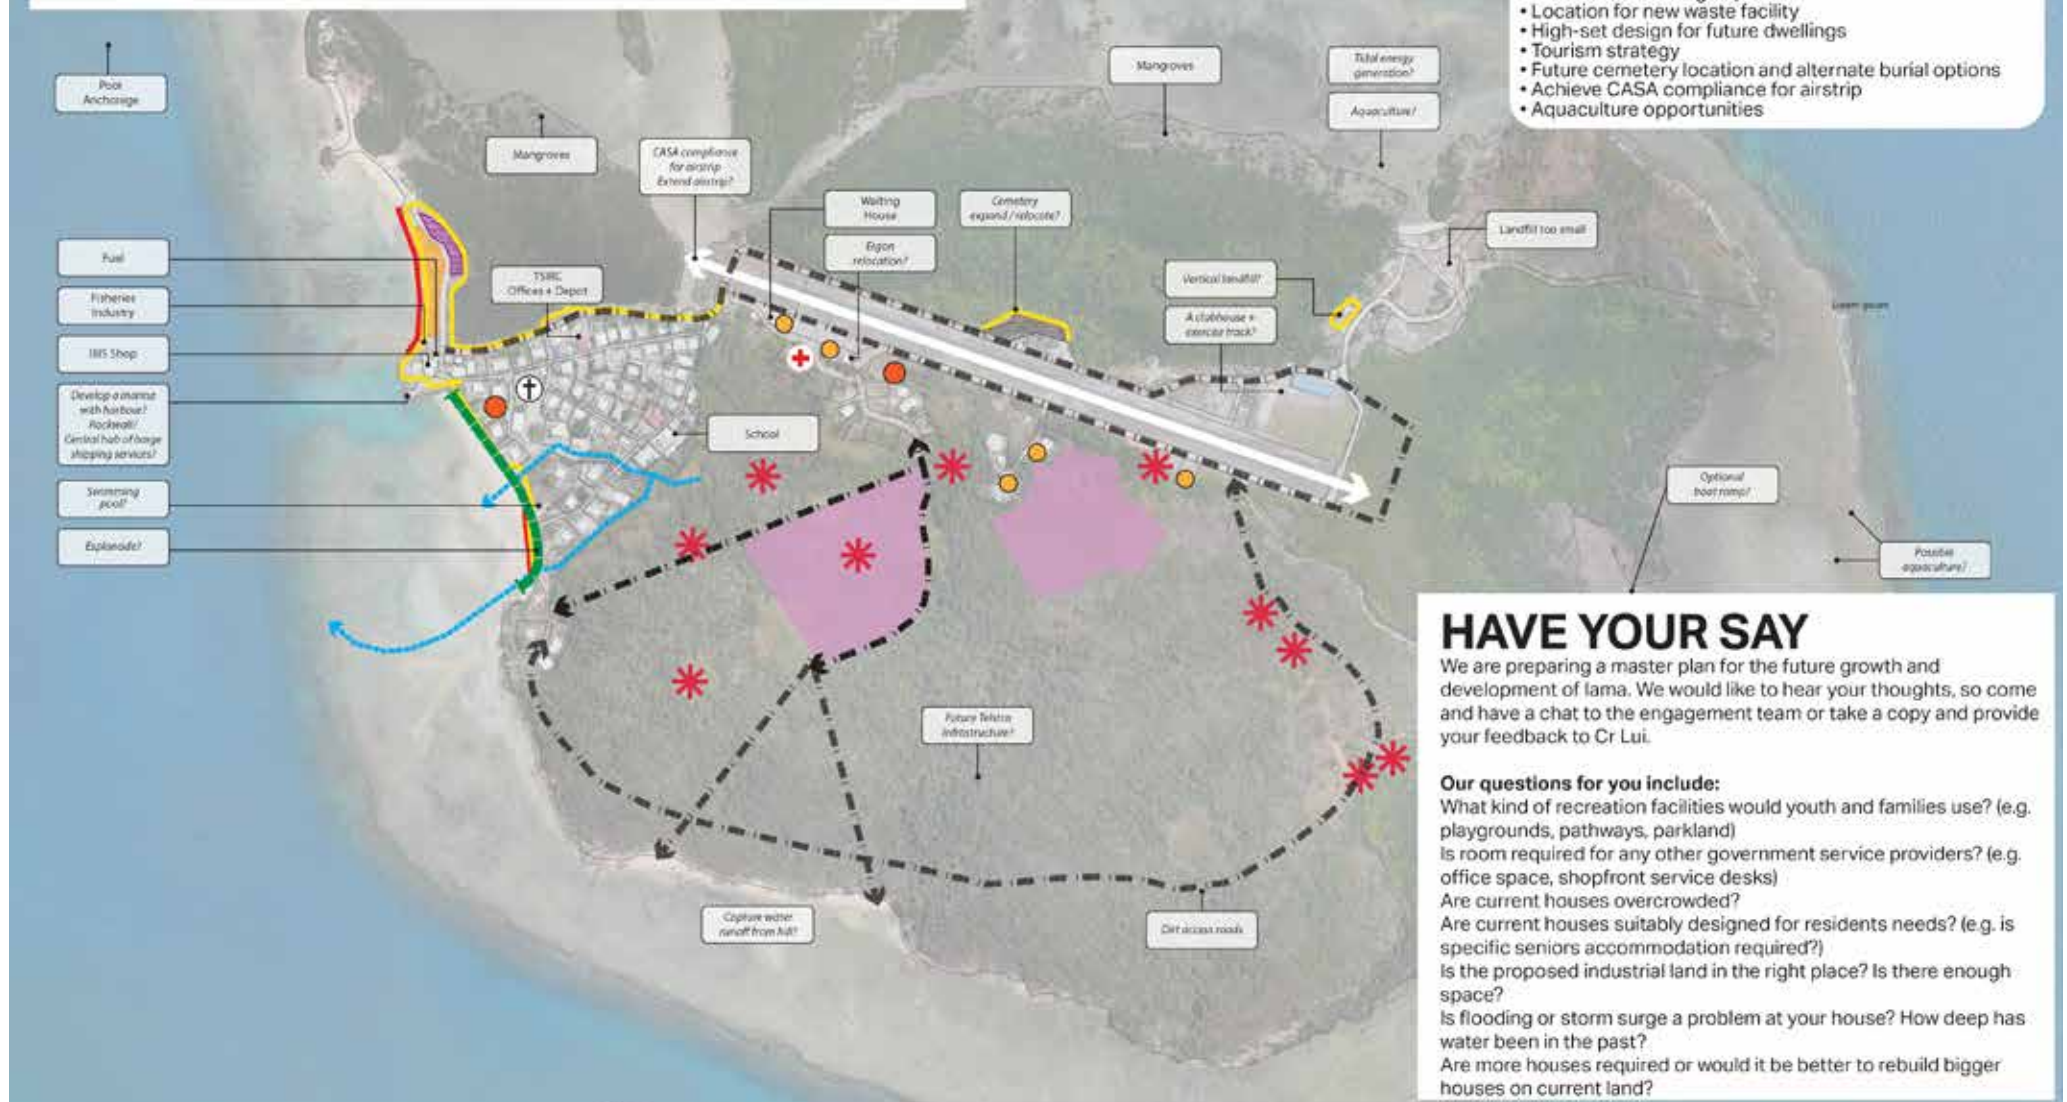 • Location for new waste facility
• High-set design for future dwellings
• Tourism strategy
• Future cemetery location and alternate burial options
• Achieve CASA compliance for airstrip
• Aquaculture opportunities
Anchorage
Mangroves
Mangroves
Tidal energy
generation?
Aquaculture?
CASA compliance
for airstrip
Extend airstrip?
Waiting
House
Ergon
relocation?
Cemetery
expand / relocate?
Landfill too small
Vertical landfill?
A clubhouse +
exercise track?
Lorem ipsum
Fuel
Fisheries
Industry
IBIS Shop
Develop a marina
with harbour?
Rockwall/
Central hub of barge
shipping services?
Swimming
pool?
Esplanade?
TSIRC
Offices + Depot
School
Optional
boat ramp?
Possible
aquaculture?
Future Telstra
Infrastructure?
Capture water
runoff from hill?
Dirt access roads
HAVE YOUR SAY
We are preparing a master plan for the future growth and
development of Iama. We would like to hear your thoughts, so come
and have a chat to the engagement team or take a copy and provide
your feedback to Cr Lui.
Our questions for you include:
What kind of recreation facilities would youth and families use? (e.g.
playgrounds, pathways, parkland)
Is room required for any other government service providers? (e.g.
office space, shopfront service desks)
Are current houses overcrowded?
Are current houses suitably designed for residents needs? (e.g. is
specific seniors accommodation required?)
Is the proposed industrial land in the right place? Is there enough
space?
Is flooding or storm surge a problem at your house? How deep has
water been in the past?
Are more houses required or would it be better to rebuild bigger
houses on current land?